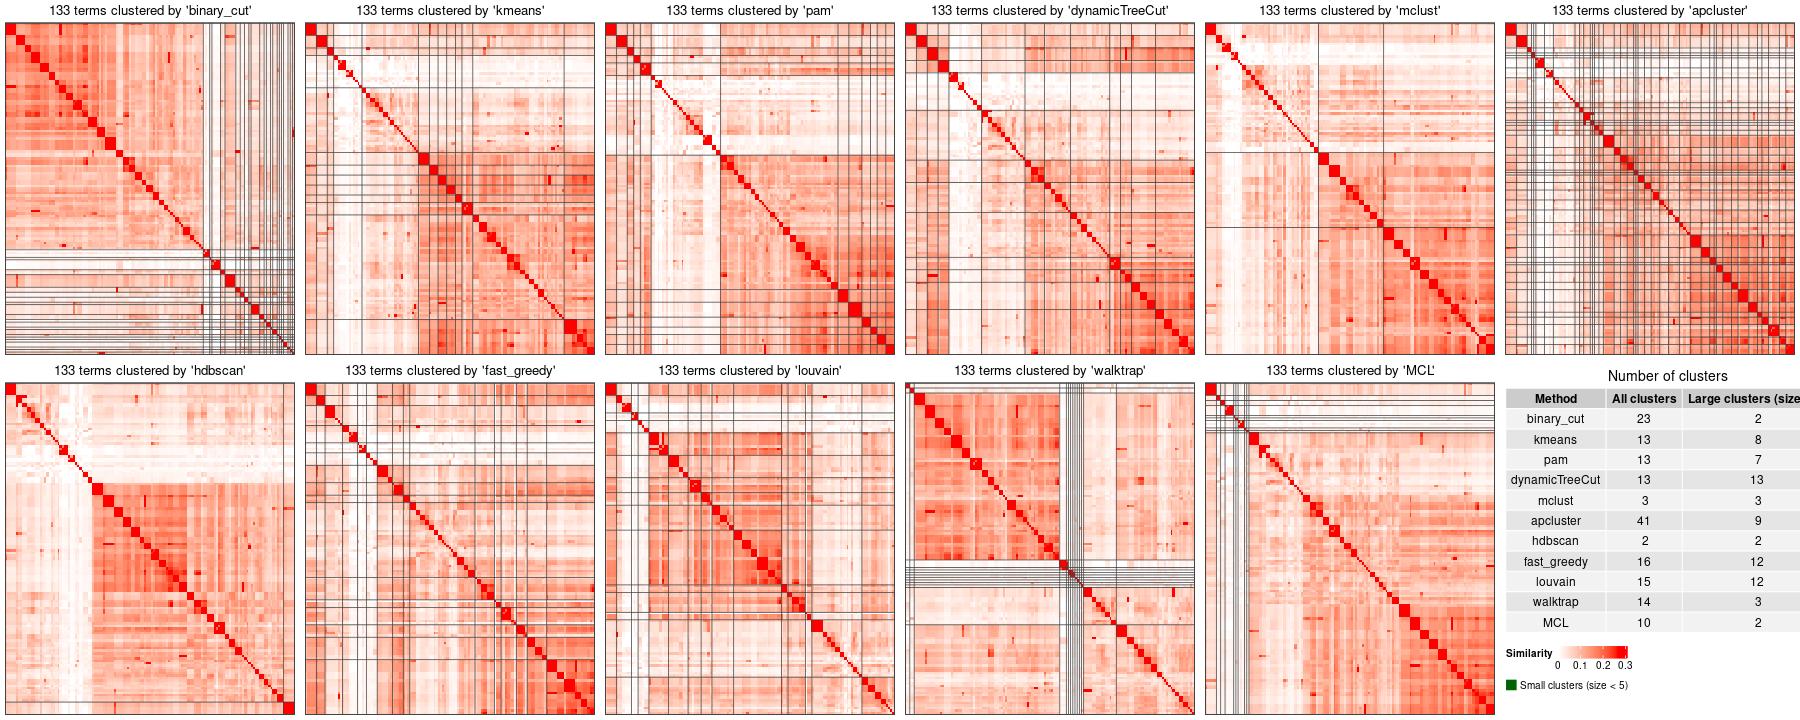 133 terms clustered by 'binary_cut'
133 terms clustered by 'kmeans'
133 terms clustered by 'pam'
133 terms clustered by 'dynamicTreeCut'
133 terms clustered by 'mclust'
133 terms clustered by 'apcluster'
133 terms clustered by 'hdbscan'
133 terms clustered by 'fast_greedy'
133 terms clustered by 'louvain'
133 terms clustered by 'walktrap'
133 terms clustered by 'MCL'
Number of clusters
Method All clusters Large clusters (size
binary_cut 23 2
kmeans 13 8
pam 13 7
dynamicTreeCut 13 13
mclust 3 3
apcluster 41 9
hdbscan 2 2
fast_greedy 16 12
louvain 15 12
walktrap 14 3
MCL 10 2
Similarity
0 0.1 0.2 0.3
Small clusters (size < 5)